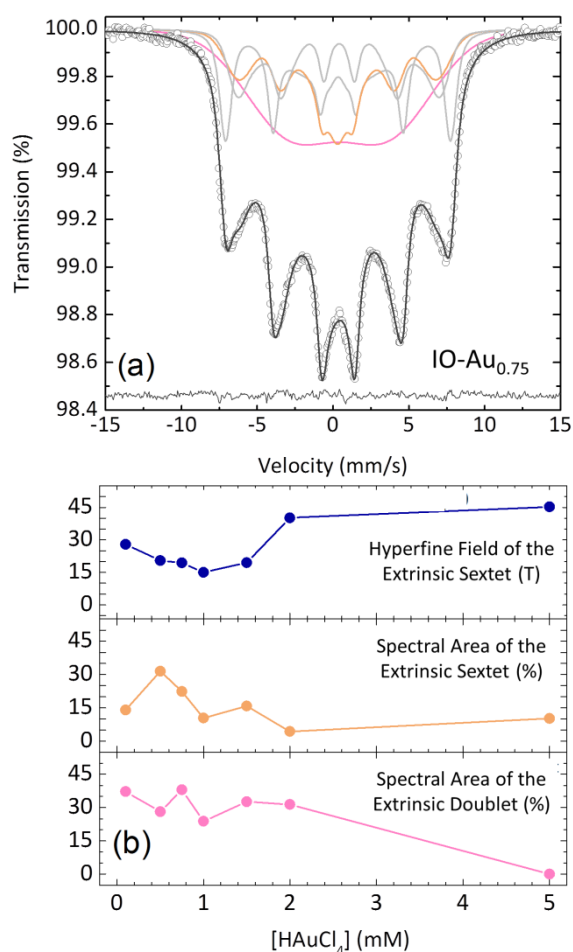 100.0
99.8
99.6
99.4
99.2
99.0
98.8
98.6
98.4
Transmission (%)
(a)
IO-Au0.75
-15 -10 -5 0 5 10 15
Velocity (mm/s)
45
30
15
0
)
Hyperfine Field of the
Extrinsic Sextet (T)
45
30
15
0
Spectral Area of the
Extrinsic Sextet (%)
45
30
15
0
Spectral Area of the
Extrinsic Doublet (%)
(b)
0 1 2 3 4 5
[HAuCl4] (mM)